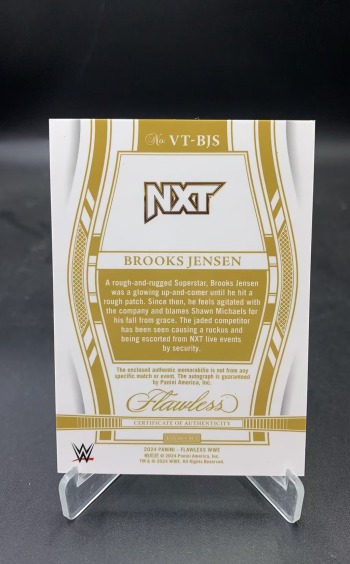 No. VT-BJS
NXT
BROOKS JENSEN
A rough-and-rugged Superstar, Brooks Jensen
was a glowing up-and-comer until he hit a
rough patch. Since then, he feels agitated with
the company and blames Shawn Michaels for
his fall from grace. The jaded competitor
has been seen causing a ruckus and
being escorted from NXT live events
by security.
The enclosed authentic memorabilia is not from any
specific match or event. The autograph is guaranteed
by Panini America, Inc.
Flawless
CERTIFICATE OF AUTHENTICITY
2024 PANINI - FLAWLESS WWE
©2025 Panini America, Inc.
TM & © 2024 WWE. All Rights Reserved.
W